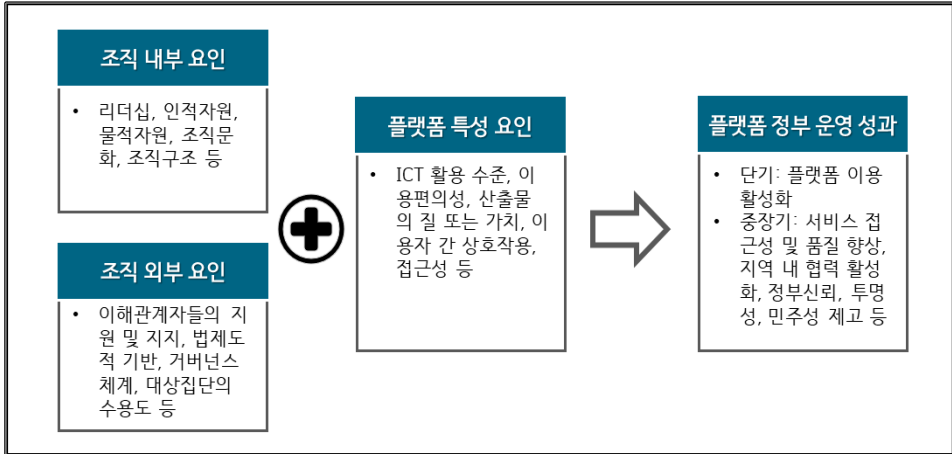 조직 내부 요인
• 리더십, 인적자원,
물적자원, 조직문
화, 조직구조 등
조직 외부 요인
• 이해관계자들의 지
원 및 지지, 법제도
적 기반, 거버넌스
체계, 대상집단의
수용도 등
플랫폼 특성 요인
• ICT 활용 수준, 이
용편의성, 산출물
의 질 또는 가치, 이
용자 간 상호작용,
접근성 등
플랫폼 정부 운영 성과
• 단기: 플랫폼 이용
활성화
• 중장기: 서비스 접
근성 및 품질 향상,
지역 내 협력 활성
화, 정부신뢰, 투명
성, 민주성 제고 등